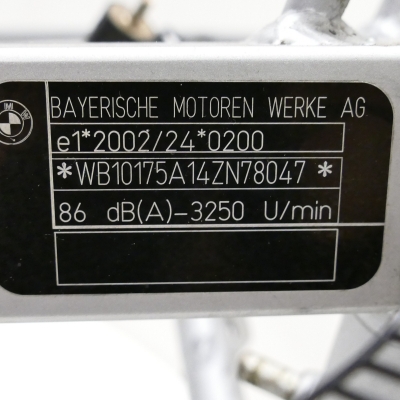 BAYERISCHE MOTOREN WERKE AG
e1*2002/24*0200
*WB10175A14ZN78047 *
86 dB(A)-3250 U/min